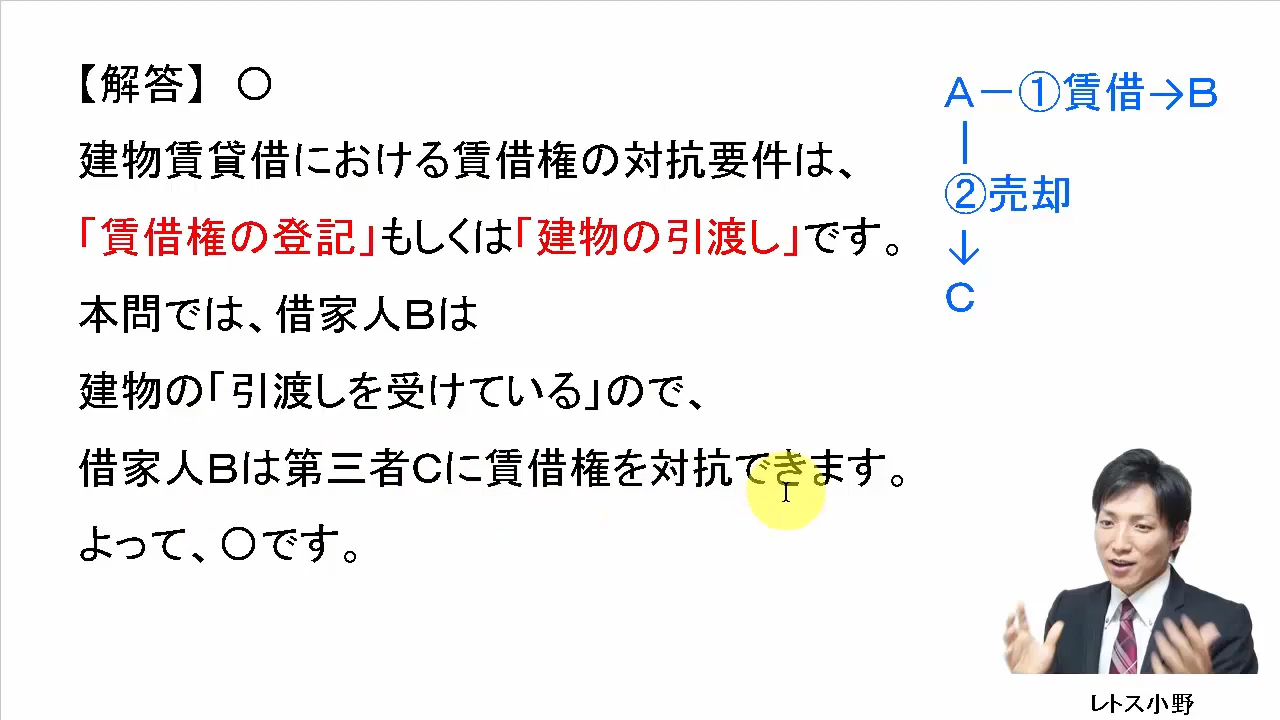 【解答】 〇
建物賃貸借における賃借権の対抗要件は、
「賃借権の登記」もしくは「建物の引渡し」です。
本問では、借家人Ｂは
建物の「引渡しを受けている」ので、
借家人Ｂは第三者Ｃに賃借権を対抗できます。
よって、〇です。
Ａ－①賃借→Ｂ
｜
②売却
↓
Ｃ
レトス小野